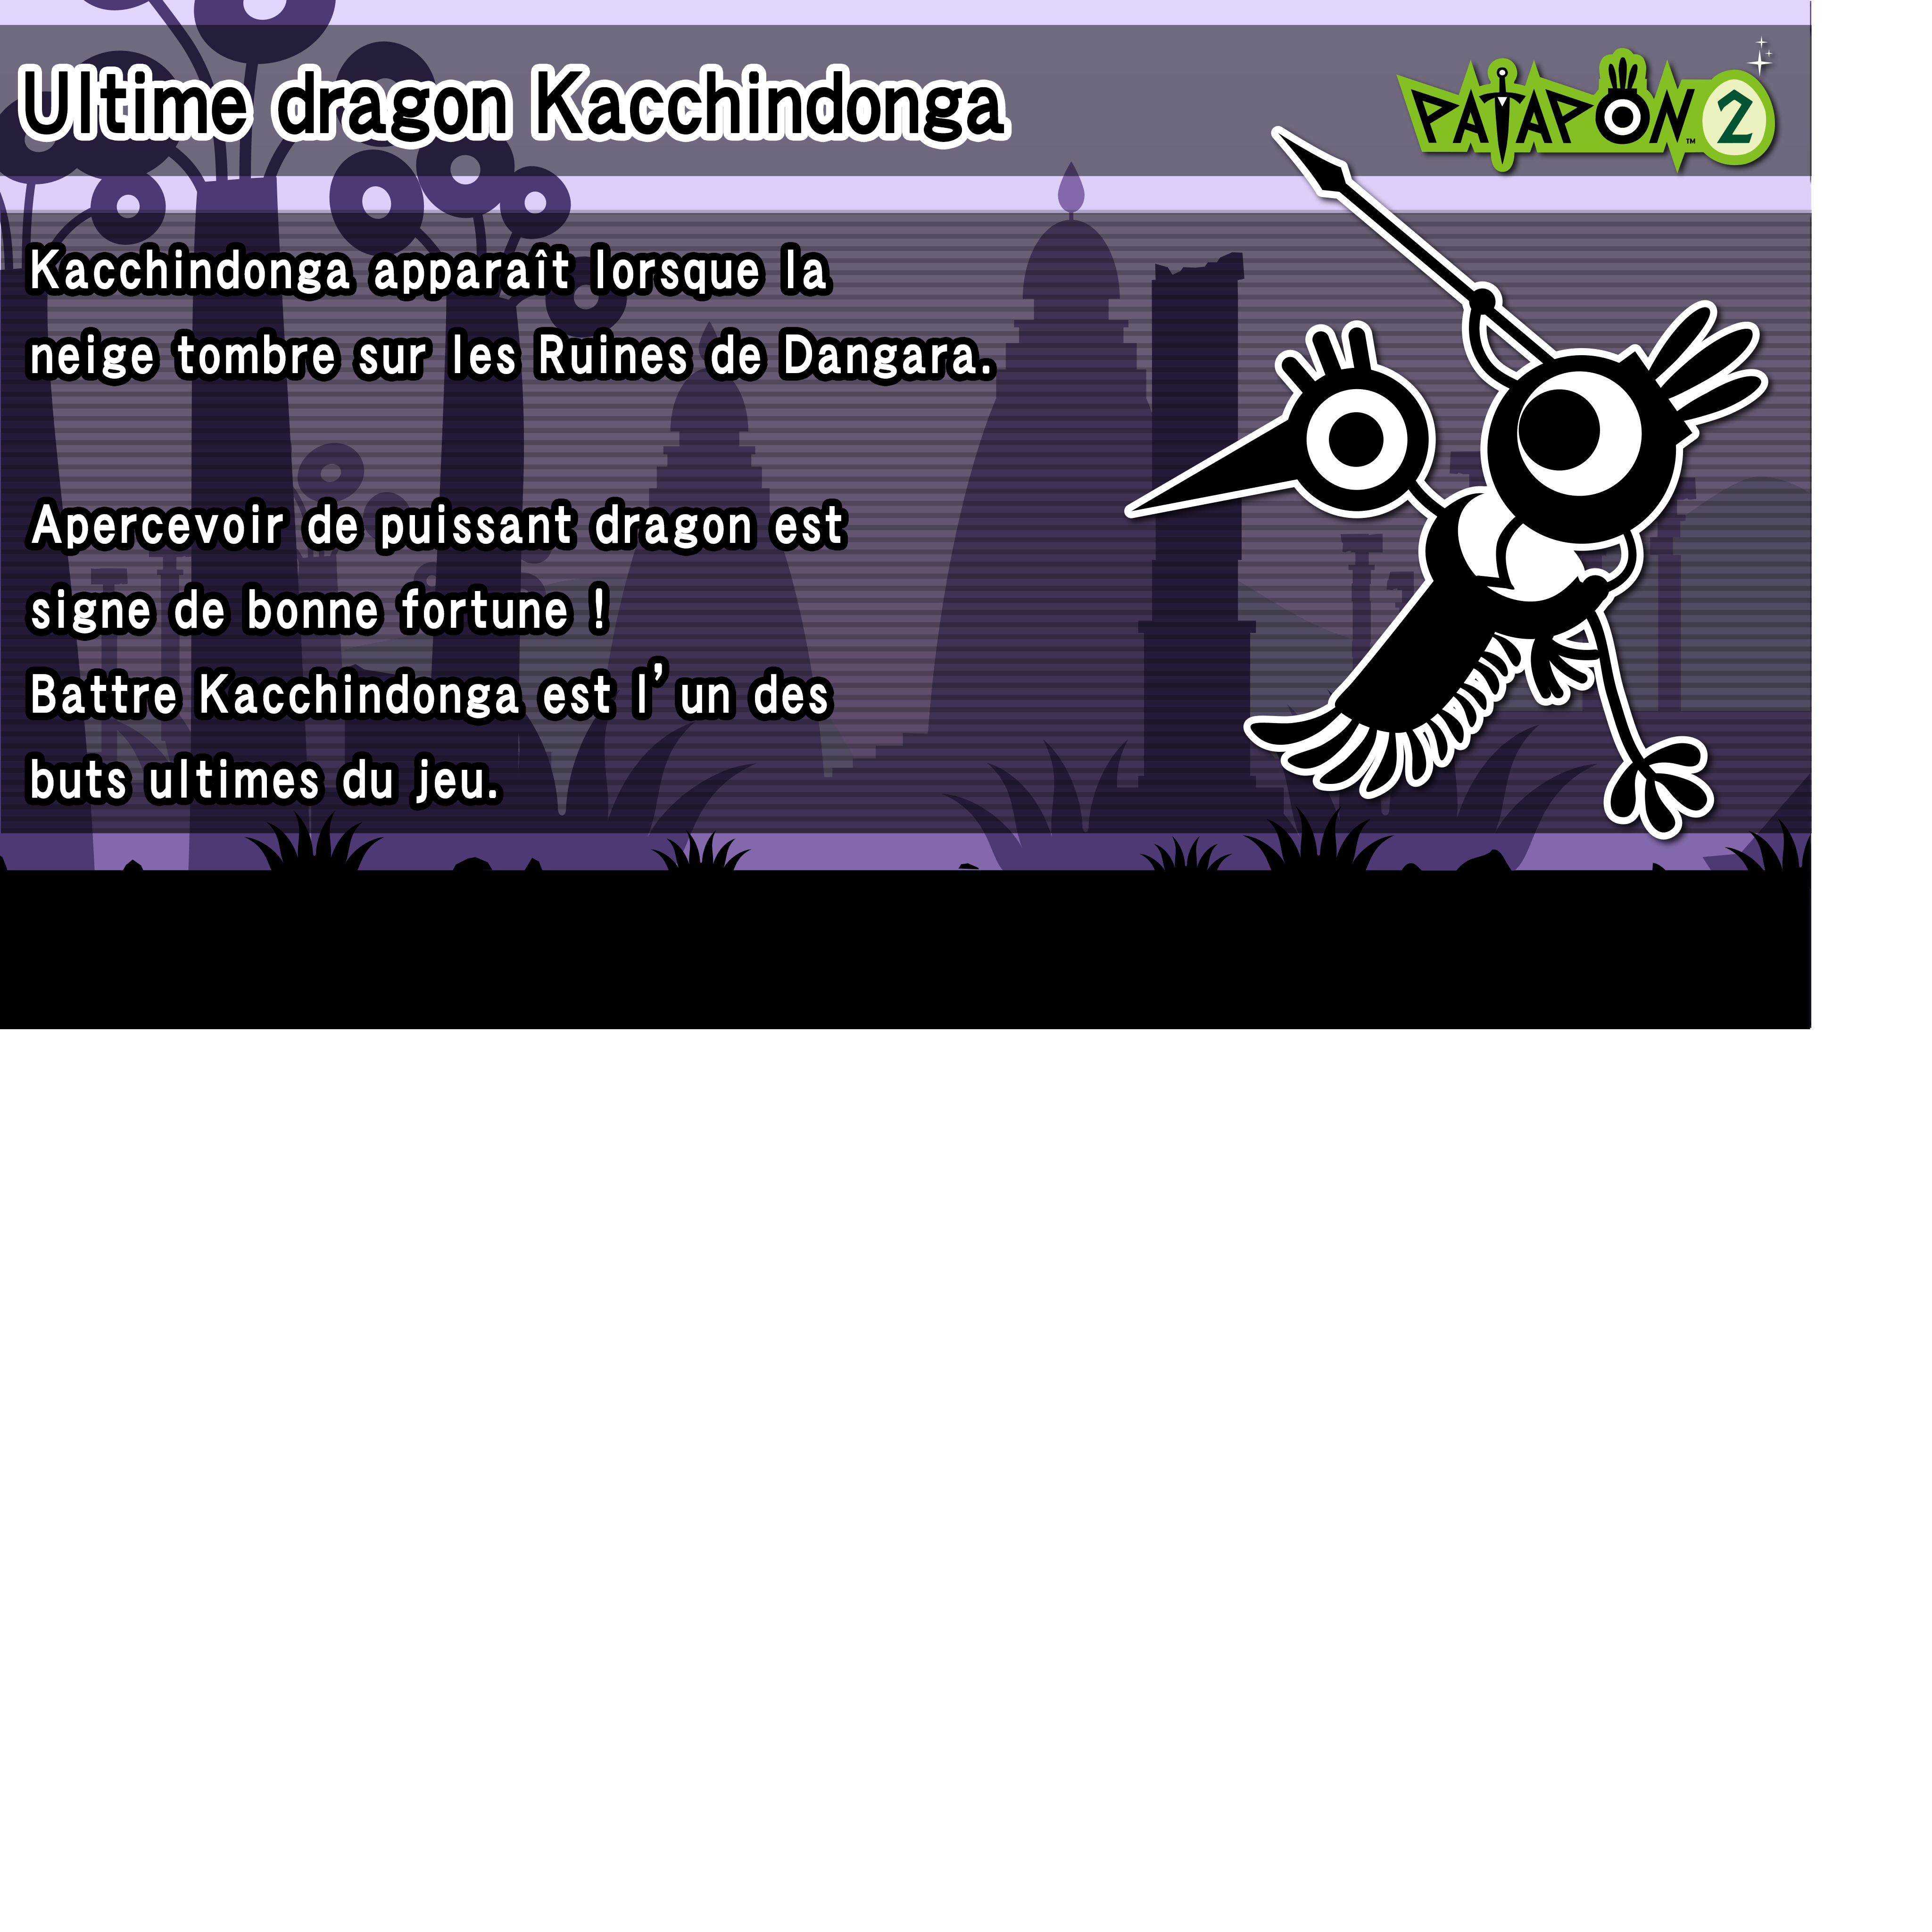 Ultime dragon Kacchindonga
PATAPON™ 2
Kacchindonga apparaît lorsque la
neige tombre sur les Ruines de Dangara.
Apercevoir de puissant dragon est
signe de bonne fortune !
Battre Kacchindonga est l’un des
buts ultimes du jeu.